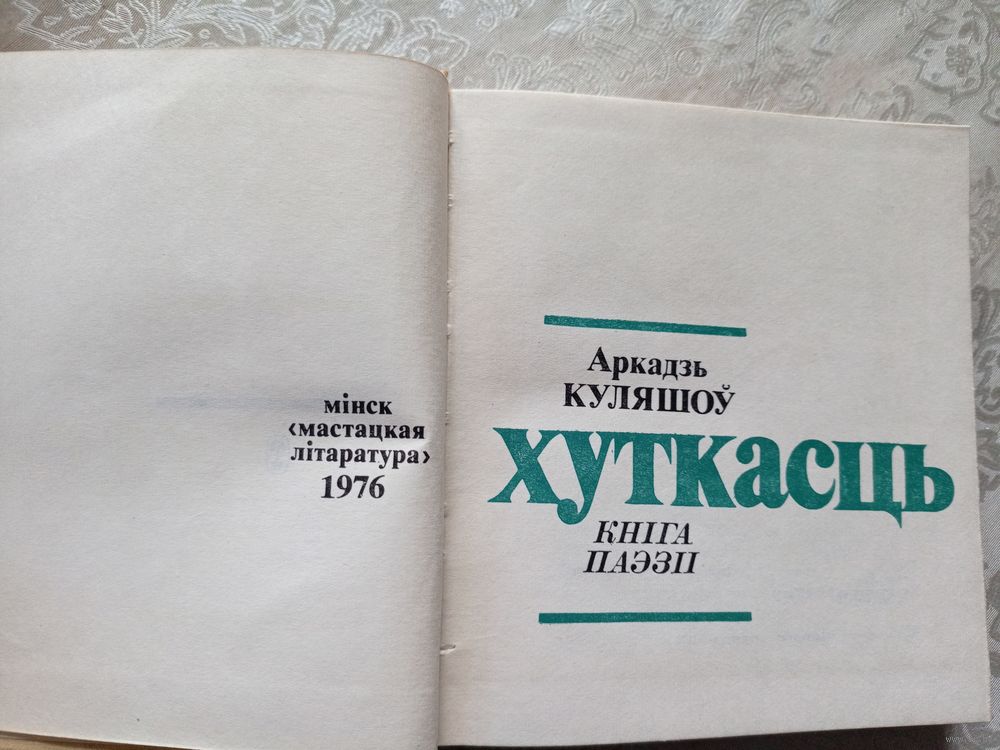 мінск
‹мастацкая
літаратура›
1976
Аркадзь
КУЛЯШОЎ
хуткасць
КНІГА
ПАЭЗІІ